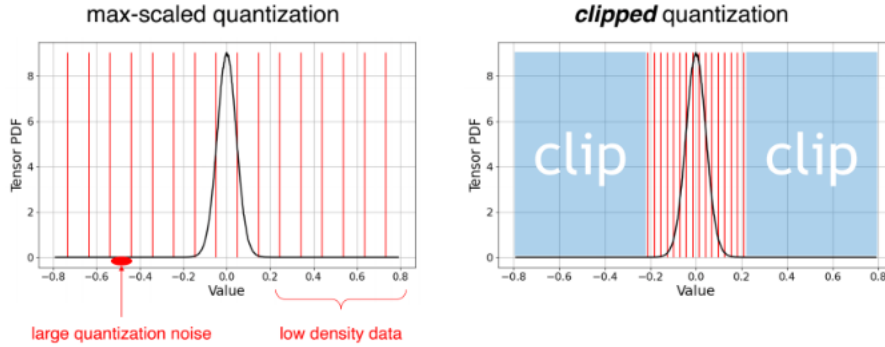 max-scaled quantization
clipped quantization
8
6
4
2
0
Tensor PDF
−0.8 −0.6 −0.4 −0.2 0.0 0.2 0.4 0.6 0.8
Value
large quantization noise
low density data
8
6
4
2
0
Tensor PDF
clip
clip
−0.8 −0.6 −0.4 −0.2 0.0 0.2 0.4 0.6 0.8
Value